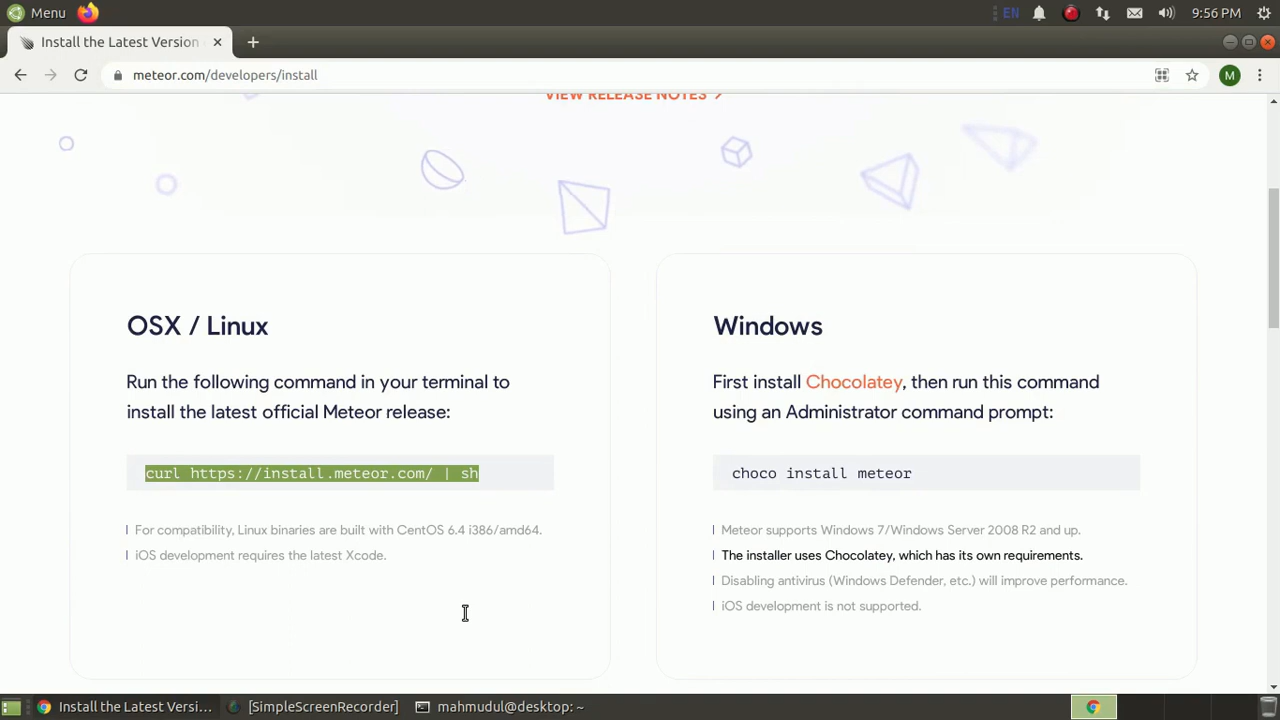 Menu
EN
9:56 PM
Install the Latest Version
meteor.com/developers/install
M
VIEW RELEASE NOTES >
OSX / Linux
Run the following command in your terminal to
install the latest official Meteor release:
curl https://install.meteor.com/ | sh
For compatibility, Linux binaries are built with CentOS 6.4 i386/amd64.
iOS development requires the latest Xcode.
Windows
First install Chocolatey, then run this command
using an Administrator command prompt:
choco install meteor
Meteor supports Windows 7/Windows Server 2008 R2 and up.
The installer uses Chocolatey, which has its own requirements.
Disabling antivirus (Windows Defender, etc.) will improve performance.
iOS development is not supported.
Install the Latest Versi...
[SimpleScreenRecorder]
mahmudul@desktop: ~